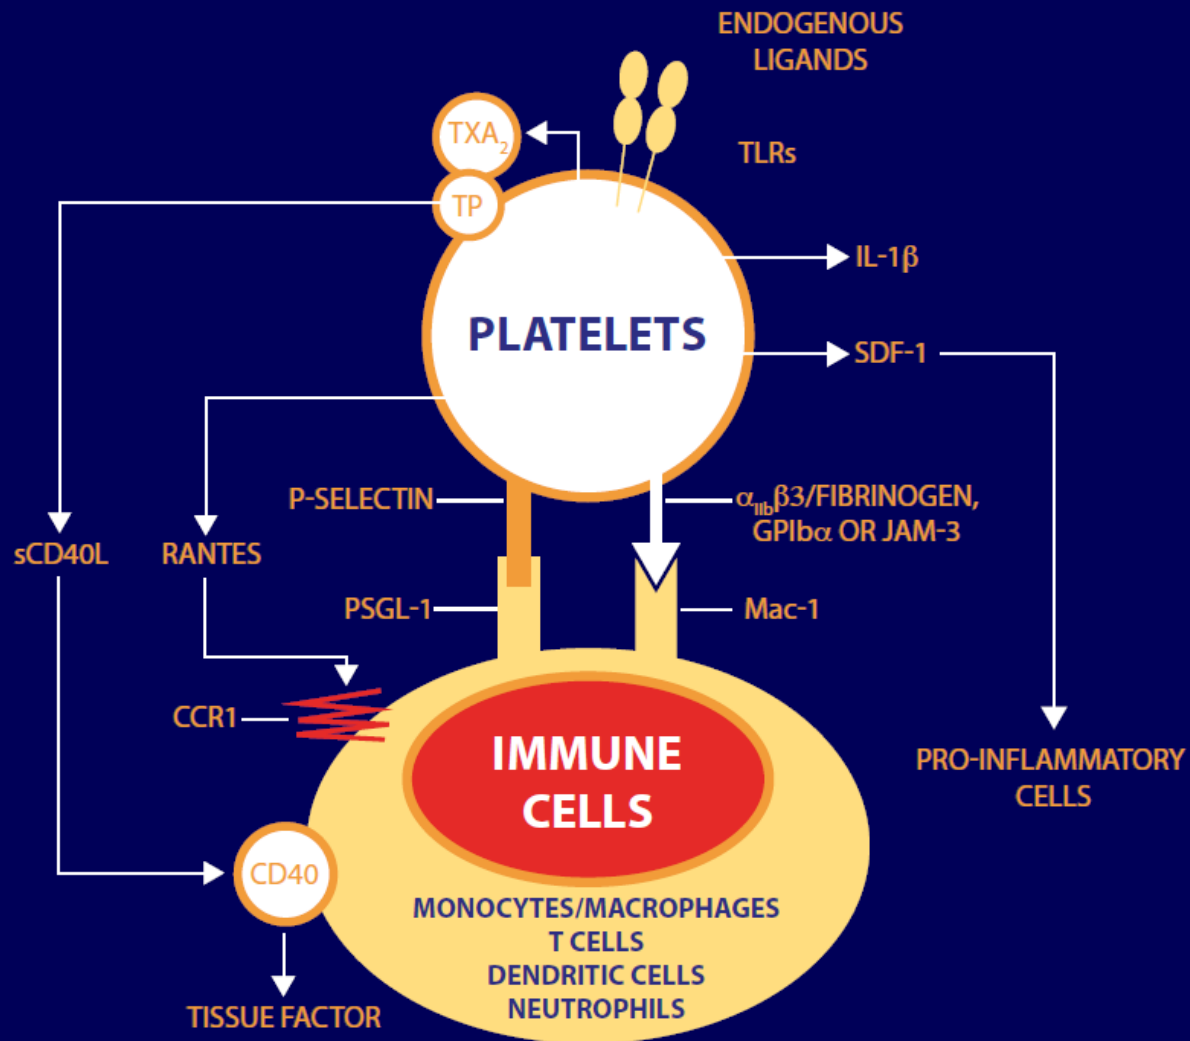 ENDOGENOUS
LIGANDS
TXA₂
TLRs
TP
IL-1β
PLATELETS
SDF-1
P-SELECTIN
α_IIbβ3/FIBRINOGEN,
GPIbα OR JAM-3
sCD40L
RANTES
PSGL-1
Mac-1
CCR1
IMMUNE
CELLS
PRO-INFLAMMATORY
CELLS
CD40
MONOCYTES/MACROPHAGES
T CELLS
DENDRITIC CELLS
NEUTROPHILS
TISSUE FACTOR